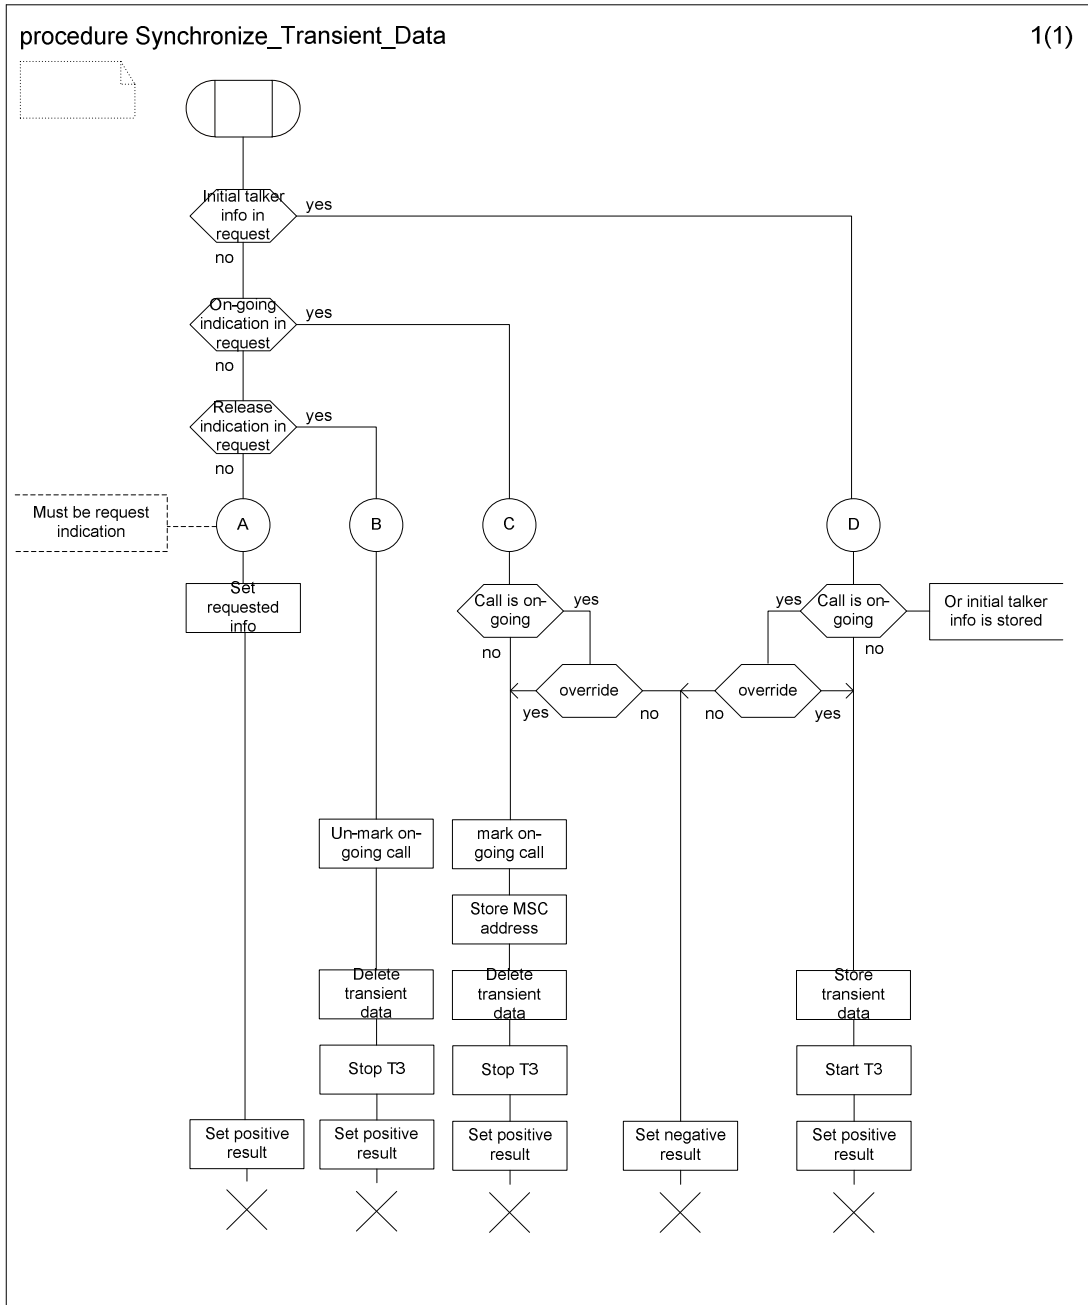 procedure Synchronize_Transient_Data
1(1)
Initial talker
info in
request
yes
no
On-going
indication in
request
yes
no
Release
indication in
request
yes
no
Must be request
indication
A
B
C
D
Set
requested
info
Call is on-
going
yes
no
yes
Call is on-
going
no
Or initial talker
info is stored
override
yes
no
override
no
yes
Un-mark on-
going call
mark on-
going call
Store MSC
address
Delete
transient
data
Delete
transient
data
Store
transient
data
Stop T3
Stop T3
Start T3
Set positive
result
Set positive
result
Set positive
result
Set negative
result
Set positive
result